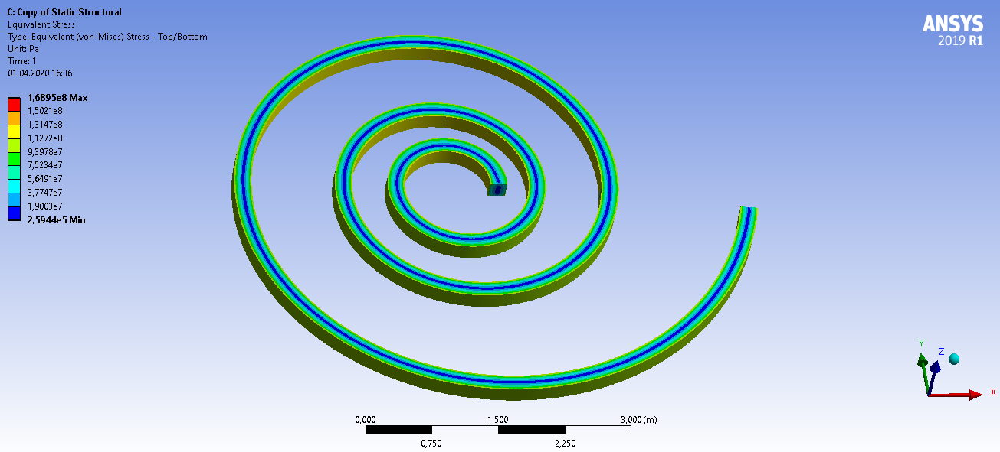 C: Copy of Static Structural
Equivalent Stress
Type: Equivalent (von-Mises) Stress - Top/Bottom
Unit: Pa
Time: 1
01.04.2020 16:36
ANSYS
2019 R1
1,6895e8 Max
1,5021e8
1,3147e8
1,1272e8
9,3978e7
7,5234e7
5,6491e7
3,7747e7
1,9003e7
2,5944e5 Min
Y
Z
X
0,000 1,500 3,000 (m)
0,750 2,250